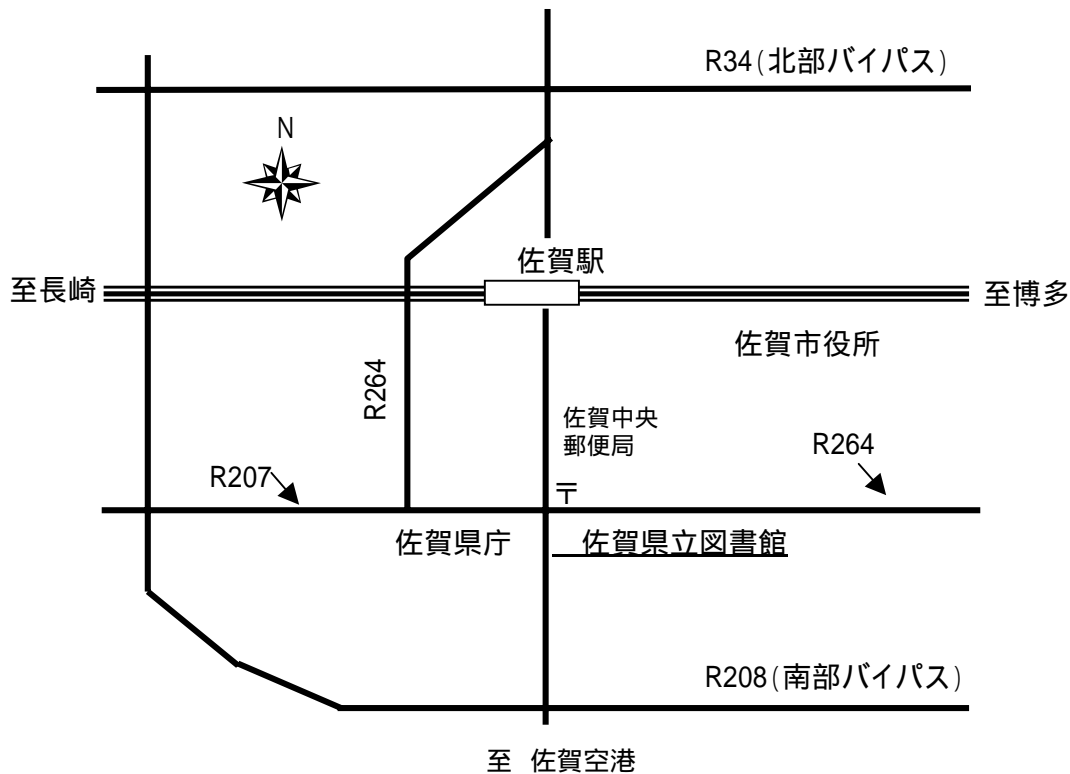 R34(北部バイパス)
N
佐賀駅
至長崎
至博多
佐賀市役所
R264
佐賀中央
郵便局
R264
R207
〒
佐賀県庁
佐賀県立図書館
R208(南部バイパス)
至 佐賀空港